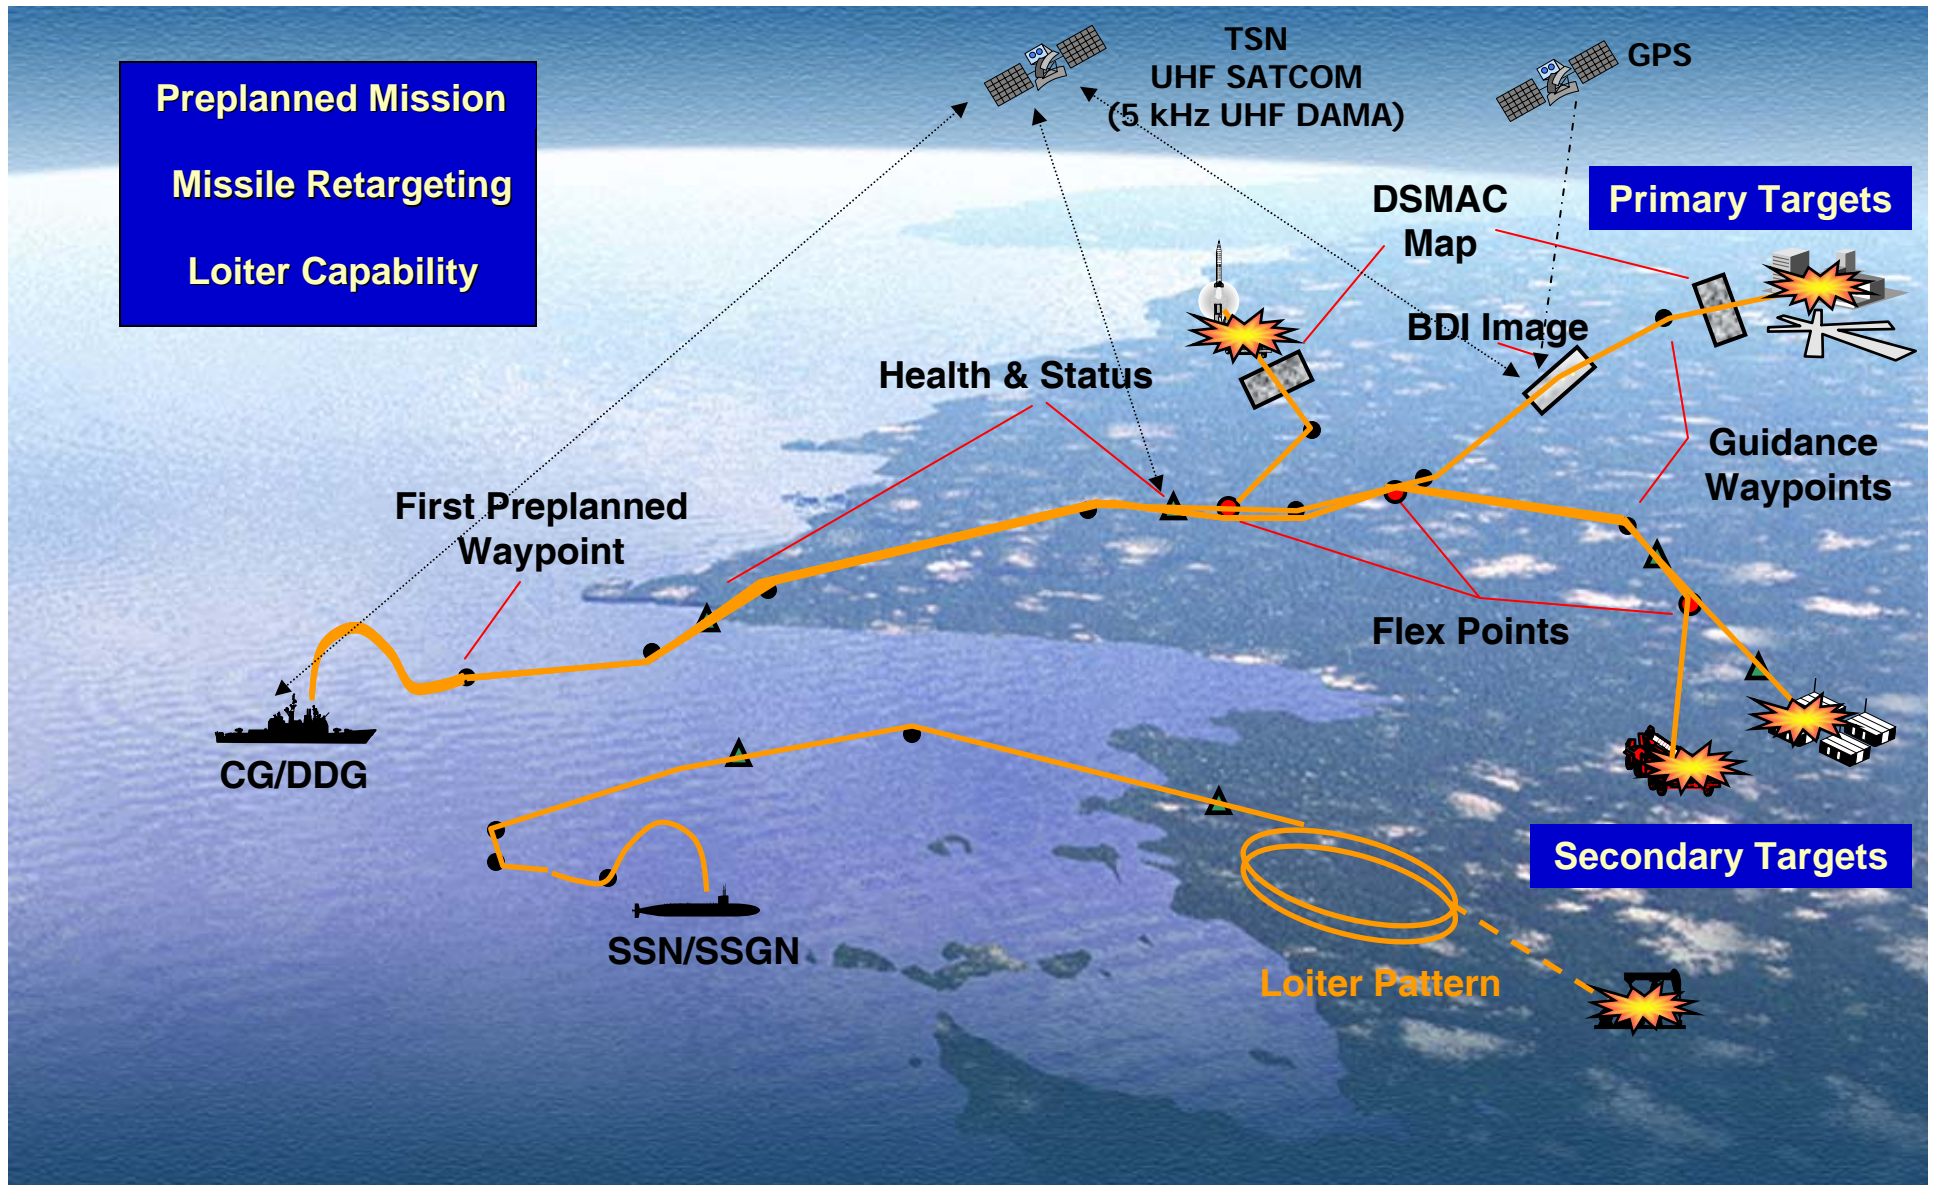 TSN
UHF SATCOM
(5 kHz UHF DAMA)
GPS
Preplanned Mission
Missile Retargeting
Loiter Capability
DSMAC
Map
Primary Targets
BDI Image
Health & Status
Guidance
Waypoints
First Preplanned
Waypoint
Flex Points
CG/DDG
Secondary Targets
SSN/SSGN
Loiter Pattern